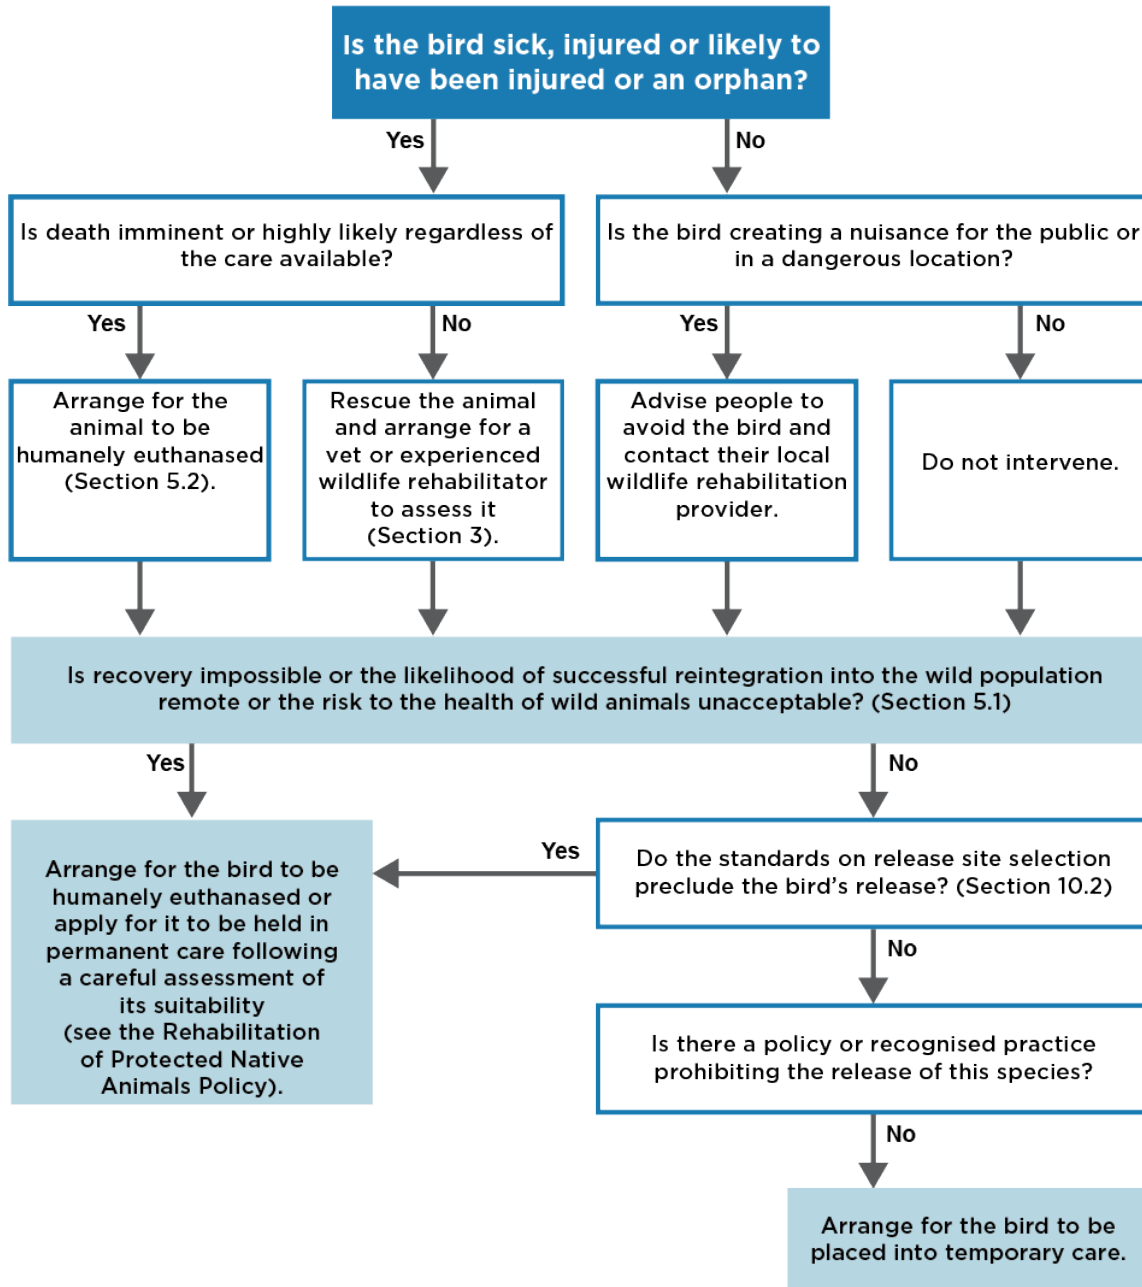 Is the bird sick, injured or likely to
have been injured or an orphan?
Yes
No
Is death imminent or highly likely regardless of
the care available?
Is the bird creating a nuisance for the public or
in a dangerous location?
Yes
No
Yes
No
Arrange for the
animal to be
humanely euthanased
(Section 5.2).
Rescue the animal
and arrange for a
vet or experienced
wildlife rehabilitator
to assess it
(Section 3).
Advise people to
avoid the bird and
contact their local
wildlife rehabilitation
provider.
Do not intervene.
Is recovery impossible or the likelihood of successful reintegration into the wild population
remote or the risk to the health of wild animals unacceptable? (Section 5.1)
Yes
No
Arrange for the bird to be
humanely euthanased or
apply for it to be held in
permanent care following
a careful assessment of
its suitability
(see the Rehabilitation
of Protected Native
Animals Policy).
Yes
Do the standards on release site selection
preclude the bird's release? (Section 10.2)
No
Is there a policy or recognised practice
prohibiting the release of this species?
No
Arrange for the bird to be
placed into temporary care.